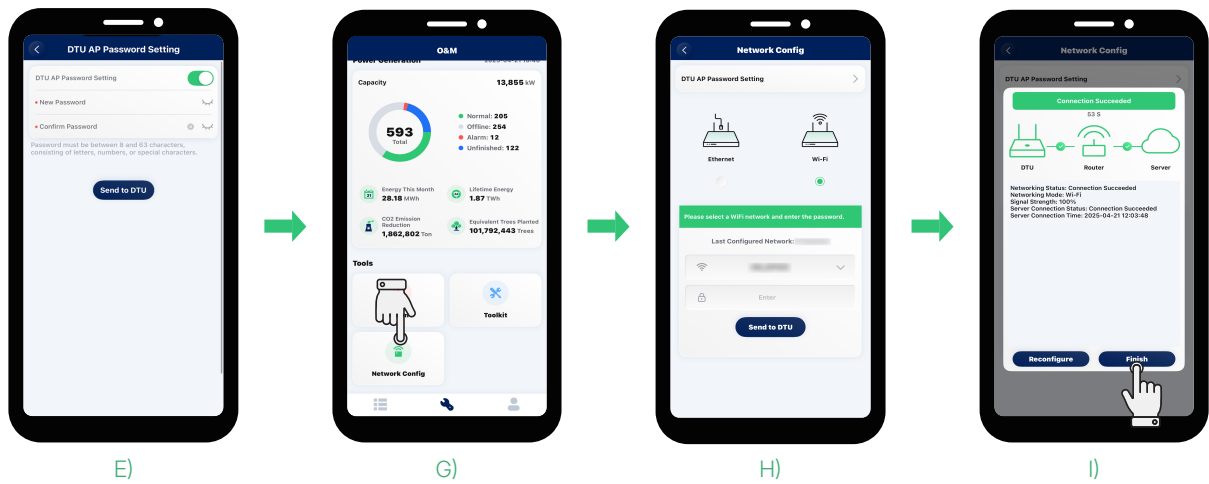 DTU AP Password Setting
DTU AP Password Setting
• New Password
• Confirm Password
Password must be between 8 and 63 characters,
consisting of letters, numbers, or special characters.
Send to DTU
E)
O&M
Power Generation
Capacity
13,855 kW
593
Total
Normal: 205
Offline: 254
Alarm: 12
Unfinished: 122
31
Energy This Month
28.18 MWh
Lifetime Energy
1.87 TWh
CO2 Emission
Reduction
1,862,802 Ton
Equivalent Trees Planted
101,792,443 Trees
Tools
Toolkit
Network Config
G)
Network Config
DTU AP Password Setting
Ethernet
Wi-Fi
Please select a WiFi network and enter the password.
Last Configured Network:
Enter
Send to DTU
H)
Network Config
DTU AP Password Setting
Connection Succeeded
53 S
DTU
Router
Server
Networking Status: Connection Succeeded
Networking Mode: Wi-Fi
Signal Strength: 100%
Server Connection Status: Connection Succeeded
Server Connection Time: 2025-04-21 12:03:48
Reconfigure
Finish
I)